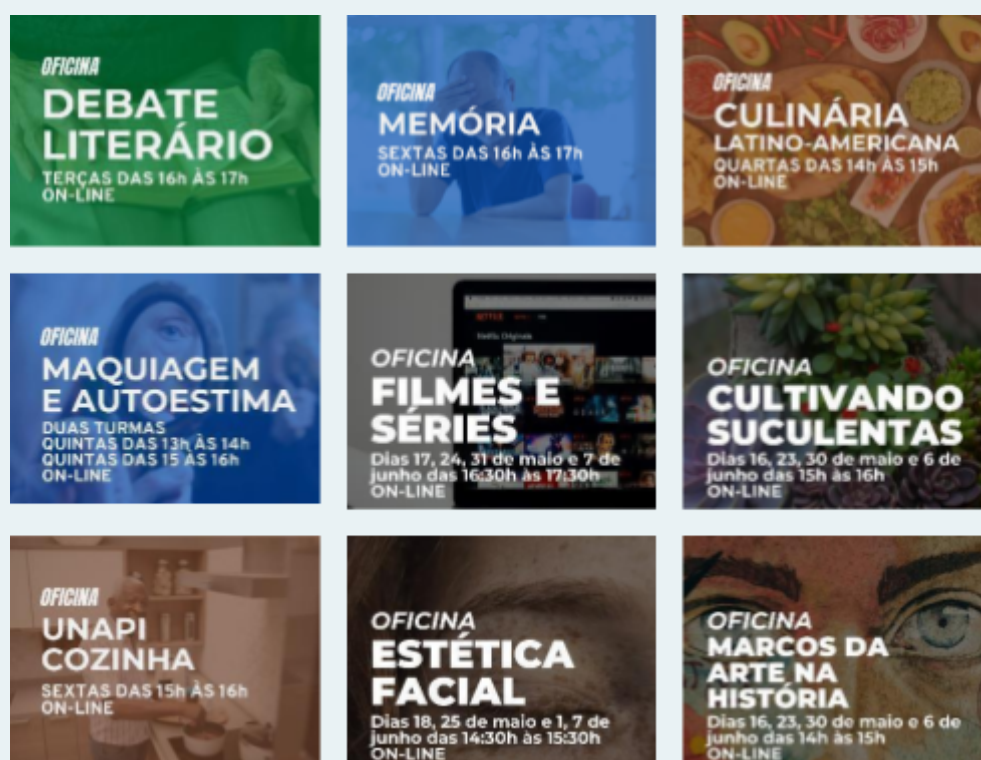 OFICINA
DEBATE
LITERÁRIO
TERÇAS DAS 16h ÀS 17h
ON-LINE
OFICINA
MEMÓRIA
SEXTAS DAS 16h ÀS 17h
ON-LINE
OFICINA
CULINÁRIA
LATINO-AMERICANA
QUARTAS DAS 14h ÀS 15h
ON-LINE
OFICINA
MAQUIAGEM
E AUTOESTIMA
DUAS TURMAS
QUINTAS DAS 13h ÀS 14h
QUINTAS DAS 15 ÀS 16h
ON-LINE
NETFLIX
Netflix Originals
OFICINA
FILMES E
SÉRIES
Dias 17, 24, 31 de maio e 7 de
junho das 16:30h às 17:30h
ON-LINE
OFICINA
CULTIVANDO
SUCULENTAS
Dias 16, 23, 30 de maio e 6 de
junho das 15h às 16h
ON-LINE
OFICINA
UNAPI
COZINHA
SEXTAS DAS 15h ÀS 16h
ON-LINE
OFICINA
ESTÉTICA
FACIAL
Dias 18, 25 de maio e 1, 7 de
junho das 14:30h às 15:30h
ON-LINE
OFICINA
MARCOS DA
ARTE NA
HISTÓRIA
Dias 16, 23, 30 de maio e 6 de
junho das 14h às 15h
ON-LINE